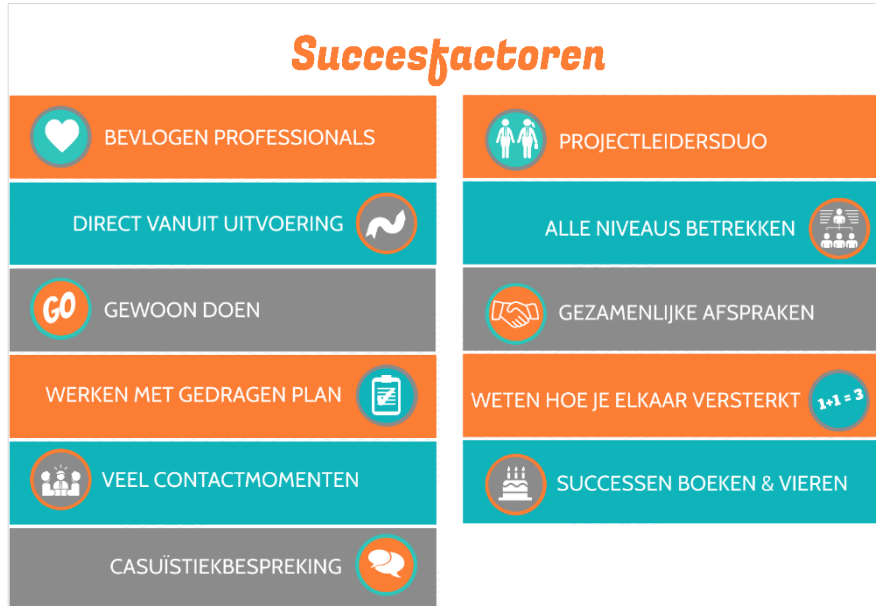 Succesfactoren
BEVLOGEN PROFESSIONALS
DIRECT VANUIT UITVOERING
GO GEWOON DOEN
WERKEN MET GEDRAGEN PLAN
VEEL CONTACTMOMENTEN
CASUÏSTIEKBESPREKING
PROJECTLEIDERSDUO
ALLE NIVEAUS BETREKKEN
GEZAMENLIJKE AFSPRAKEN
WETEN HOE JE ELKAAR VERSTERKT 1+1=3
SUCCESSEN BOEKEN & VIEREN